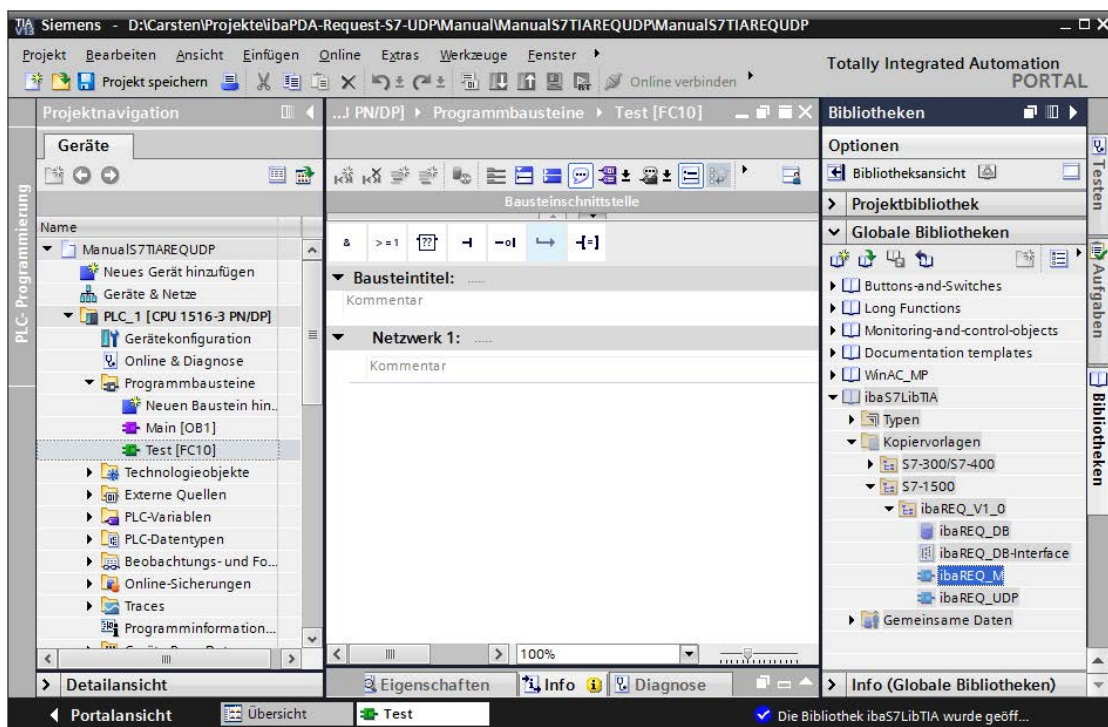 Siemens - D:\Carsten\Projekte\ibaPDA-Request-S7-UDP\Manual\ManualS7TIAREQUDP\ManualS7TIAREQUDP
Projekt Bearbeiten Ansicht Einfügen Online Extras Werkzeuge Fenster
Projekt speichern
Online verbinden
Totally Integrated Automation
PORTAL
PLC-Programmierung
Projektnavigation
Geräte
Name
ManualS7TIAREQUDP
Neues Gerät hinzufügen
Geräte & Netze
PLC_1 [CPU 1516-3 PN/DP]
Gerätekonfiguration
Online & Diagnose
Programmbausteine
Neuen Baustein hin..
Main [OB1]
Test [FC10]
Technologieobjekte
Externe Quellen
PLC-Variablen
PLC-Datentypen
Beobachtungs- und Fo...
Online-Sicherungen
Traces
Programminformation...
Detailansicht
...J PN/DP] Programmbausteine Test [FC10]
Bausteinschnittstelle
& >=1 ?? -o| -[=]
Bausteintitel: .....
Kommentar
Netzwerk 1: .....
Kommentar
100%
Eigenschaften Info Diagnose
Bibliotheken
Optionen
Bibliotheksansicht
Projektbibliothek
Globale Bibliotheken
Buttons-and-Switches
Long Functions
Monitoring-and-control-objects
Documentation templates
WinAC_MP
ibaS7LibTIA
Typen
Kopiervorlagen
S7-300/S7-400
S7-1500
ibaREQ_V1_0
ibaREQ_DB
ibaREQ_DB-Interface
ibaREQ_M
ibaREQ_UDP
Gemeinsame Daten
Info (Globale Bibliotheken)
Testen
Aufgaben
Bibliotheken
Portalansicht Übersicht Test
Die Bibliothek ibaS7LibTIA wurde geöff...